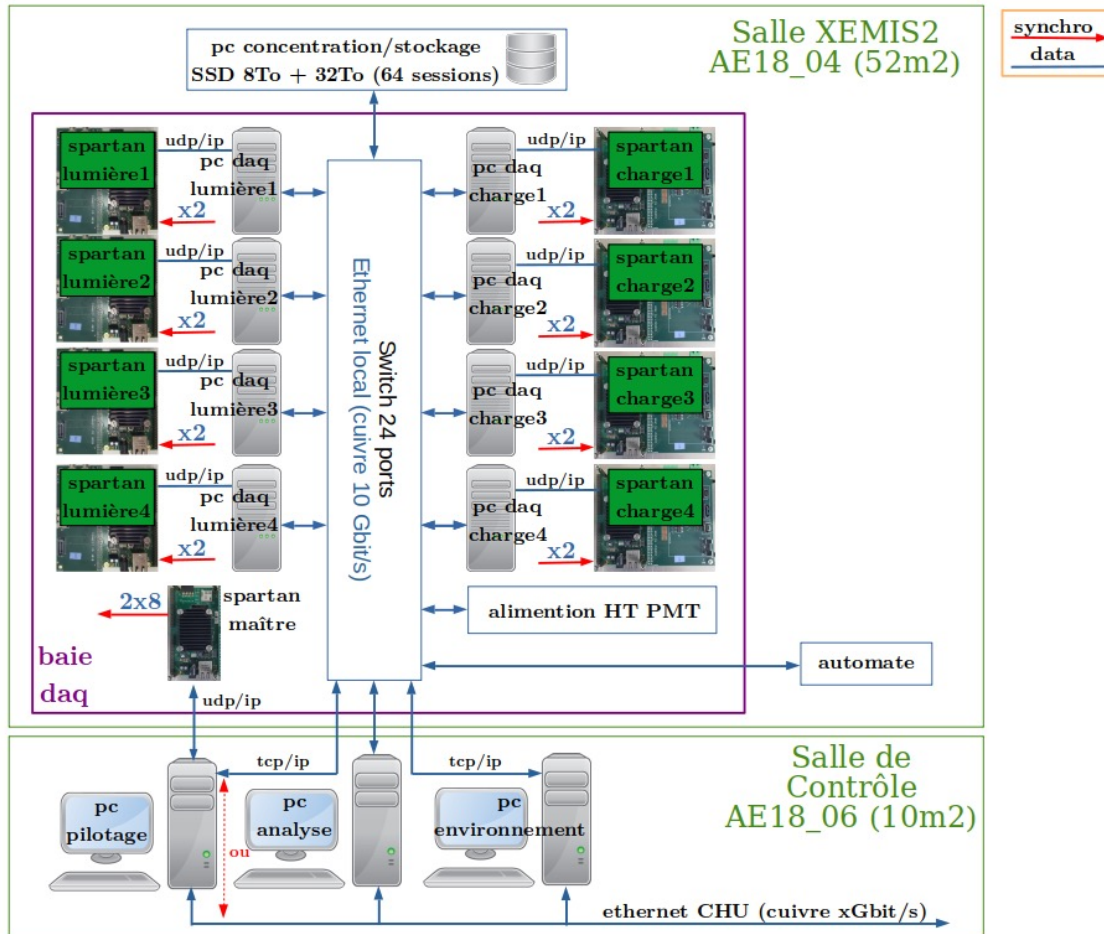 Salle XEMIS2
AE18_04 (52m2)
synchro
data
pc concentration/stockage
SSD 8To + 32To (64 sessions)
spartan
lumière1
udp/ip
pc daq
lumière1
x2
spartan
lumière2
udp/ip
pc daq
lumière2
x2
spartan
lumière3
udp/ip
pc daq
lumière3
x2
spartan
lumière4
udp/ip
pc daq
lumière4
x2
Switch 24 ports
Ethernet local (cuivre 10 Gbit/s)
pc daq
charge1
udp/ip
x2
spartan
charge1
pc daq
charge2
udp/ip
x2
spartan
charge2
pc daq
charge3
udp/ip
x2
spartan
charge3
pc daq
charge4
udp/ip
x2
spartan
charge4
2x8
spartan
maître
alimention HT PMT
automate
baie
daq
udp/ip
Salle de
Contrôle
AE18_06 (10m2)
tcp/ip
tcp/ip
pc
pilotage
ou
pc
analyse
pc
environnement
ethernet CHU (cuivre xGbit/s)